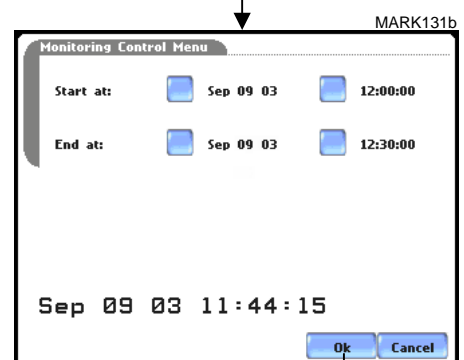 MARK131b
Monitoring Control Menu
Start at: Sep 09 03 12:00:00
End at: Sep 09 03 12:30:00
Sep 09 03 11:44:15
Ok Cancel